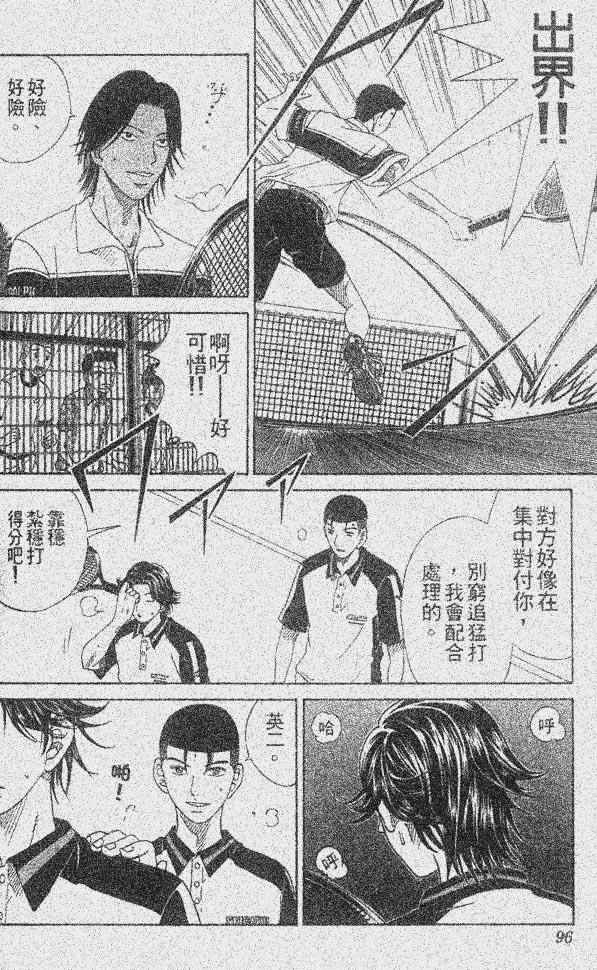 出界!!
呼…
好險、
好險。
啊呀──好
可惜!!
對方好像在
集中對付你，
別窮追猛打
，我會配合
處理的。
靠穩
紮穩打
得分吧！
呼
哈
呼
英二。
啪！
96